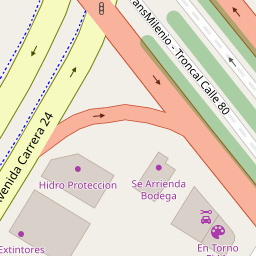 TransMilenio - Troncal Calle 80
Avenida Carrera 24
Hidro Proteccion
Se Arrienda
Bodega
Extintores
En Torno